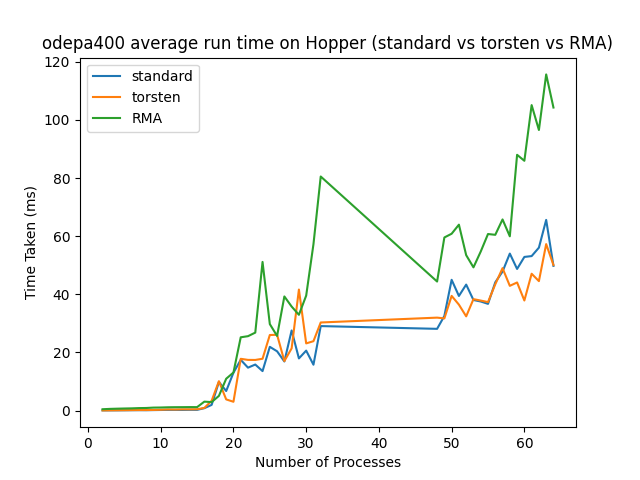 odepa400 average run time on Hopper (standard vs torsten vs RMA)
120
100
80
60
40
20
0
Time Taken (ms)
standard
torsten
RMA
0 10 20 30 40 50 60
Number of Processes